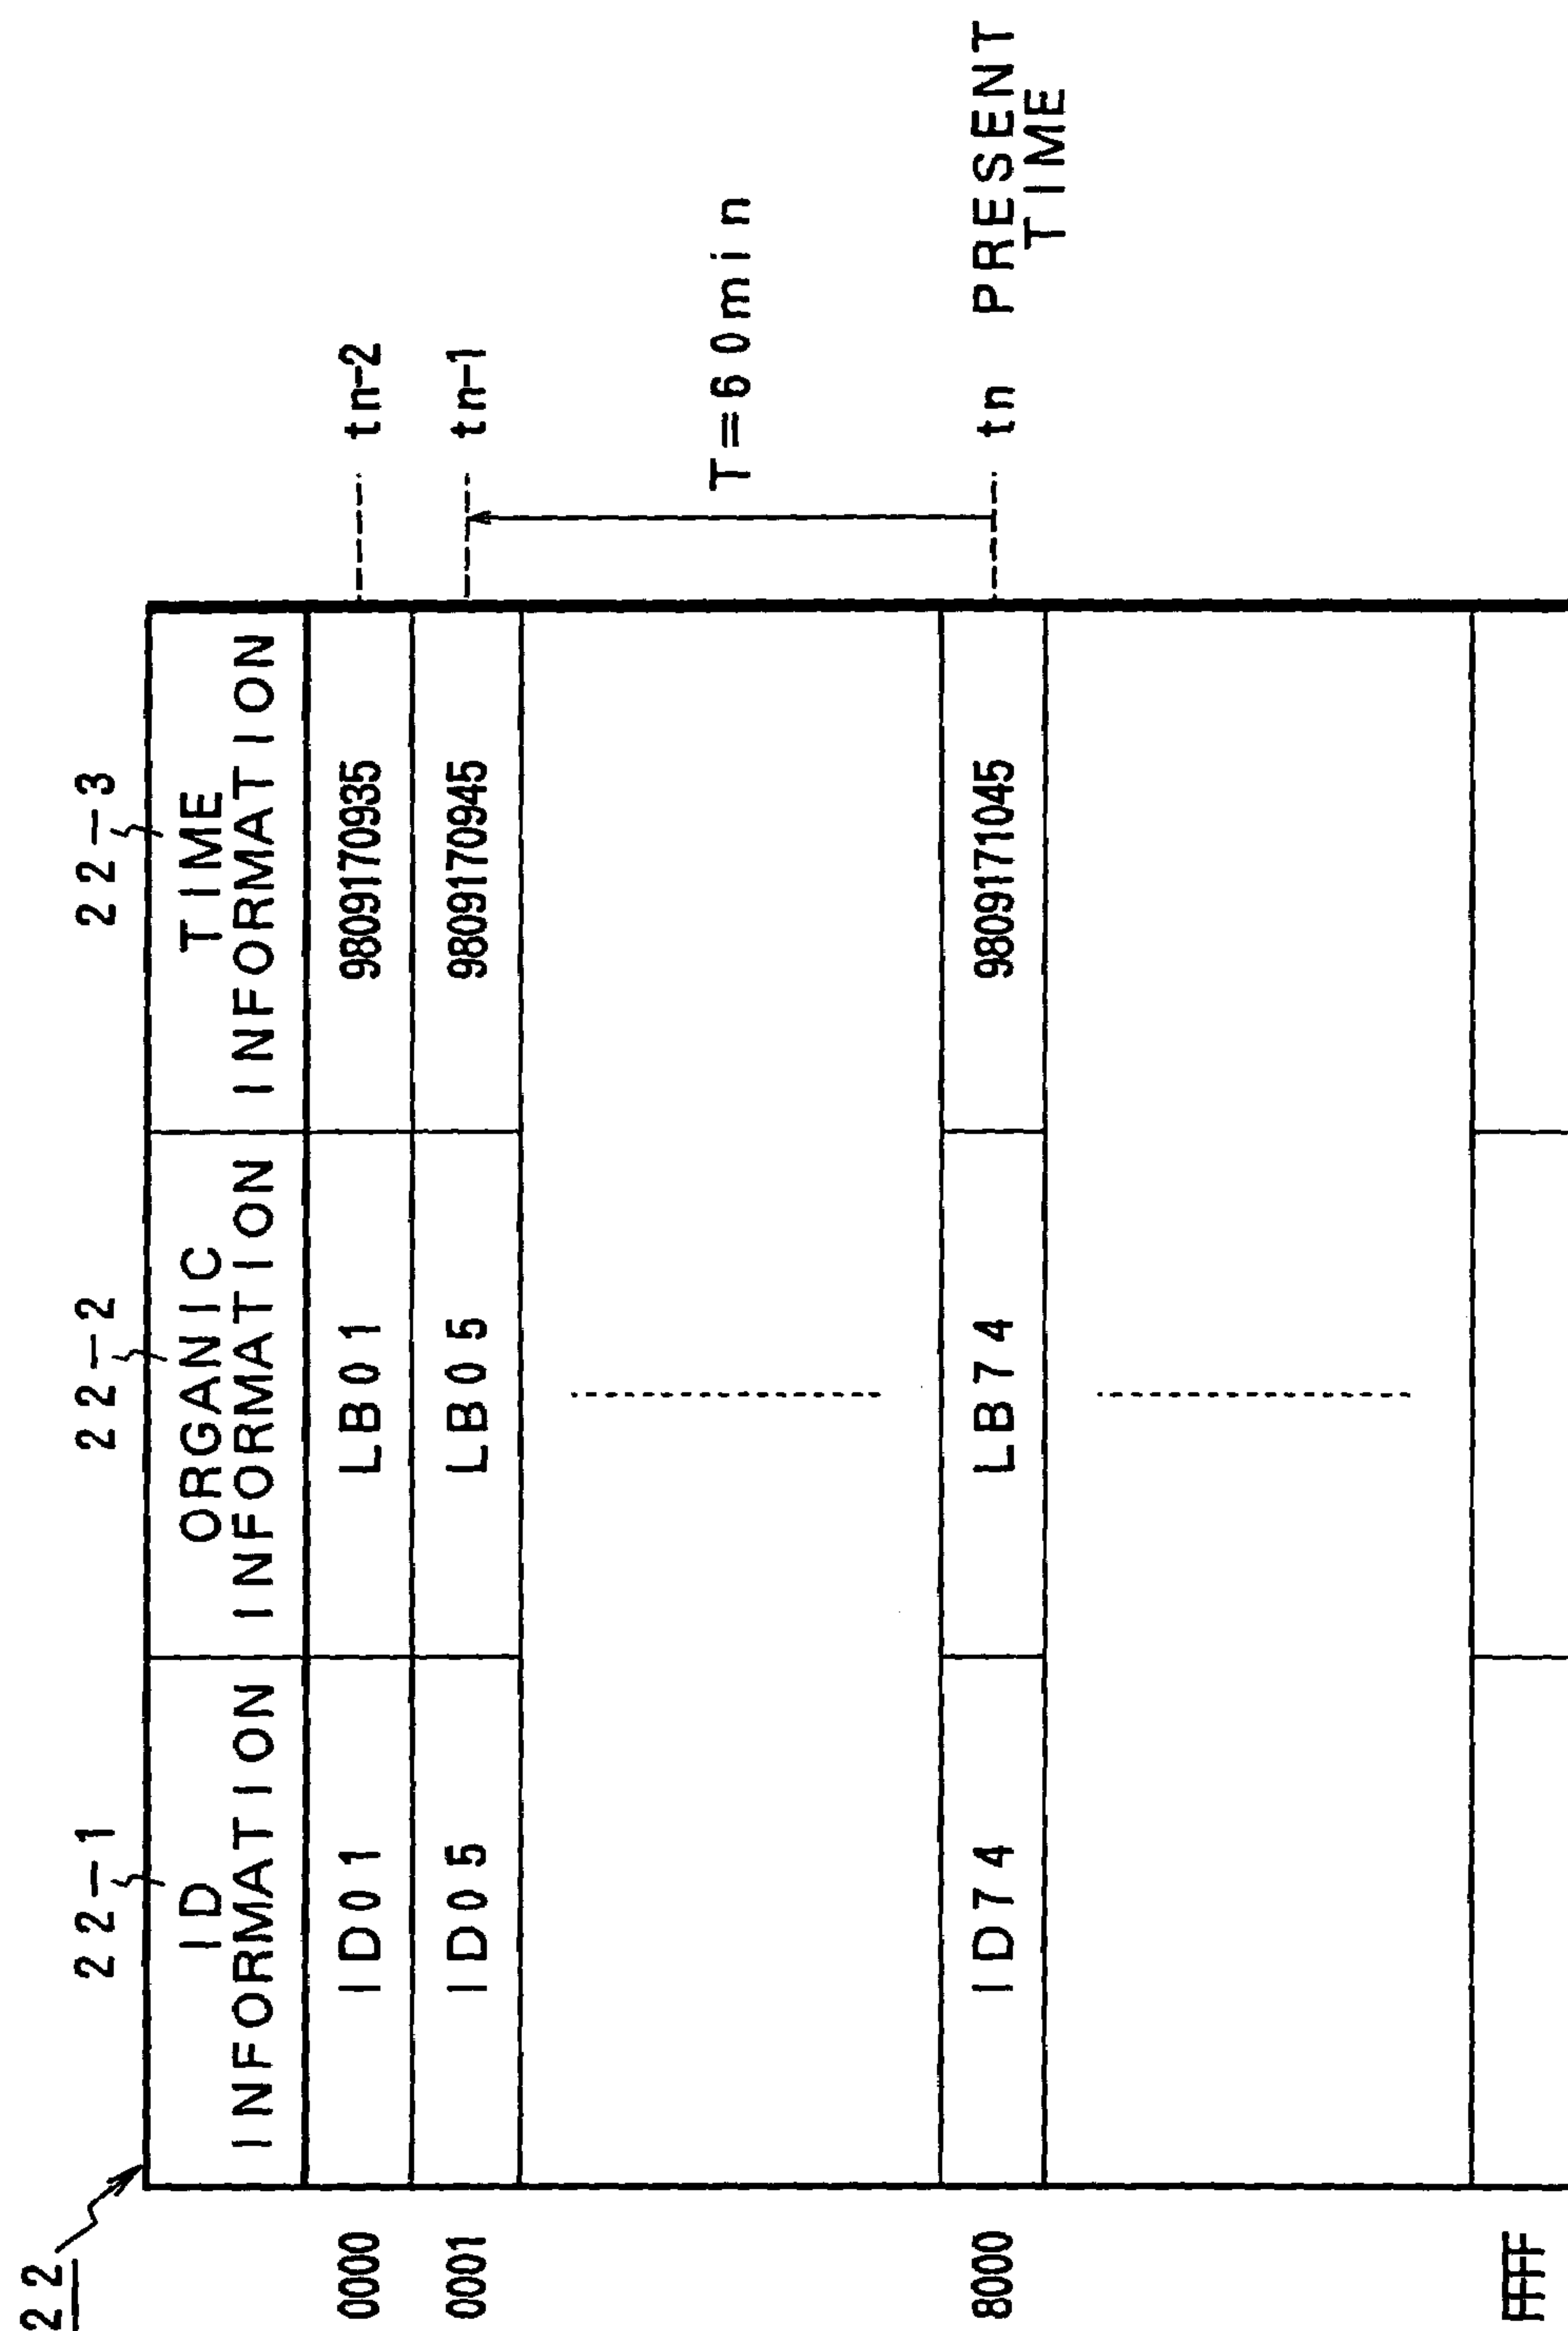 22
22-1
22-2
22-3
ID
INFORMATION
ORGANIC
INFORMATION
TIME
INFORMATION
0000
ID01
LB01
9809170935
tn-2
0001
ID05
LB05
9809170945
tn-1
T=60min
8000
ID74
LB74
9809171045
tn PRESENT
TIME
FFFF